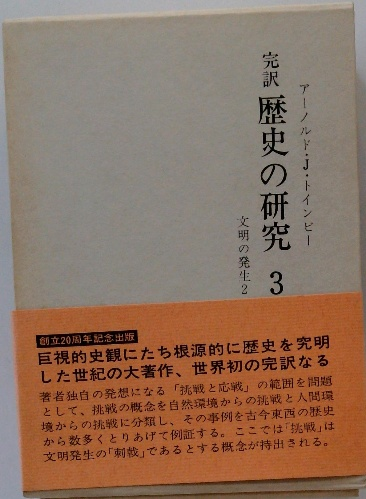 アーノルド・J・トインビー
完訳
歴史の研究 3
文明の発生2
創立20周年記念出版
巨視的史観にたち根源的に歴史を究明
した世紀の大著作、世界初の完訳なる
著者独自の発想になる「挑戦と応戦」の範囲を問題
として、挑戦の概念を自然環境からの挑戦と人間環
境からの挑戦に分類し、その事例を古今東西の歴史
から数多くとりあげて例証する。ここでは「挑戦」は
文明発生の「刺戟」であるとする概念が持出される。